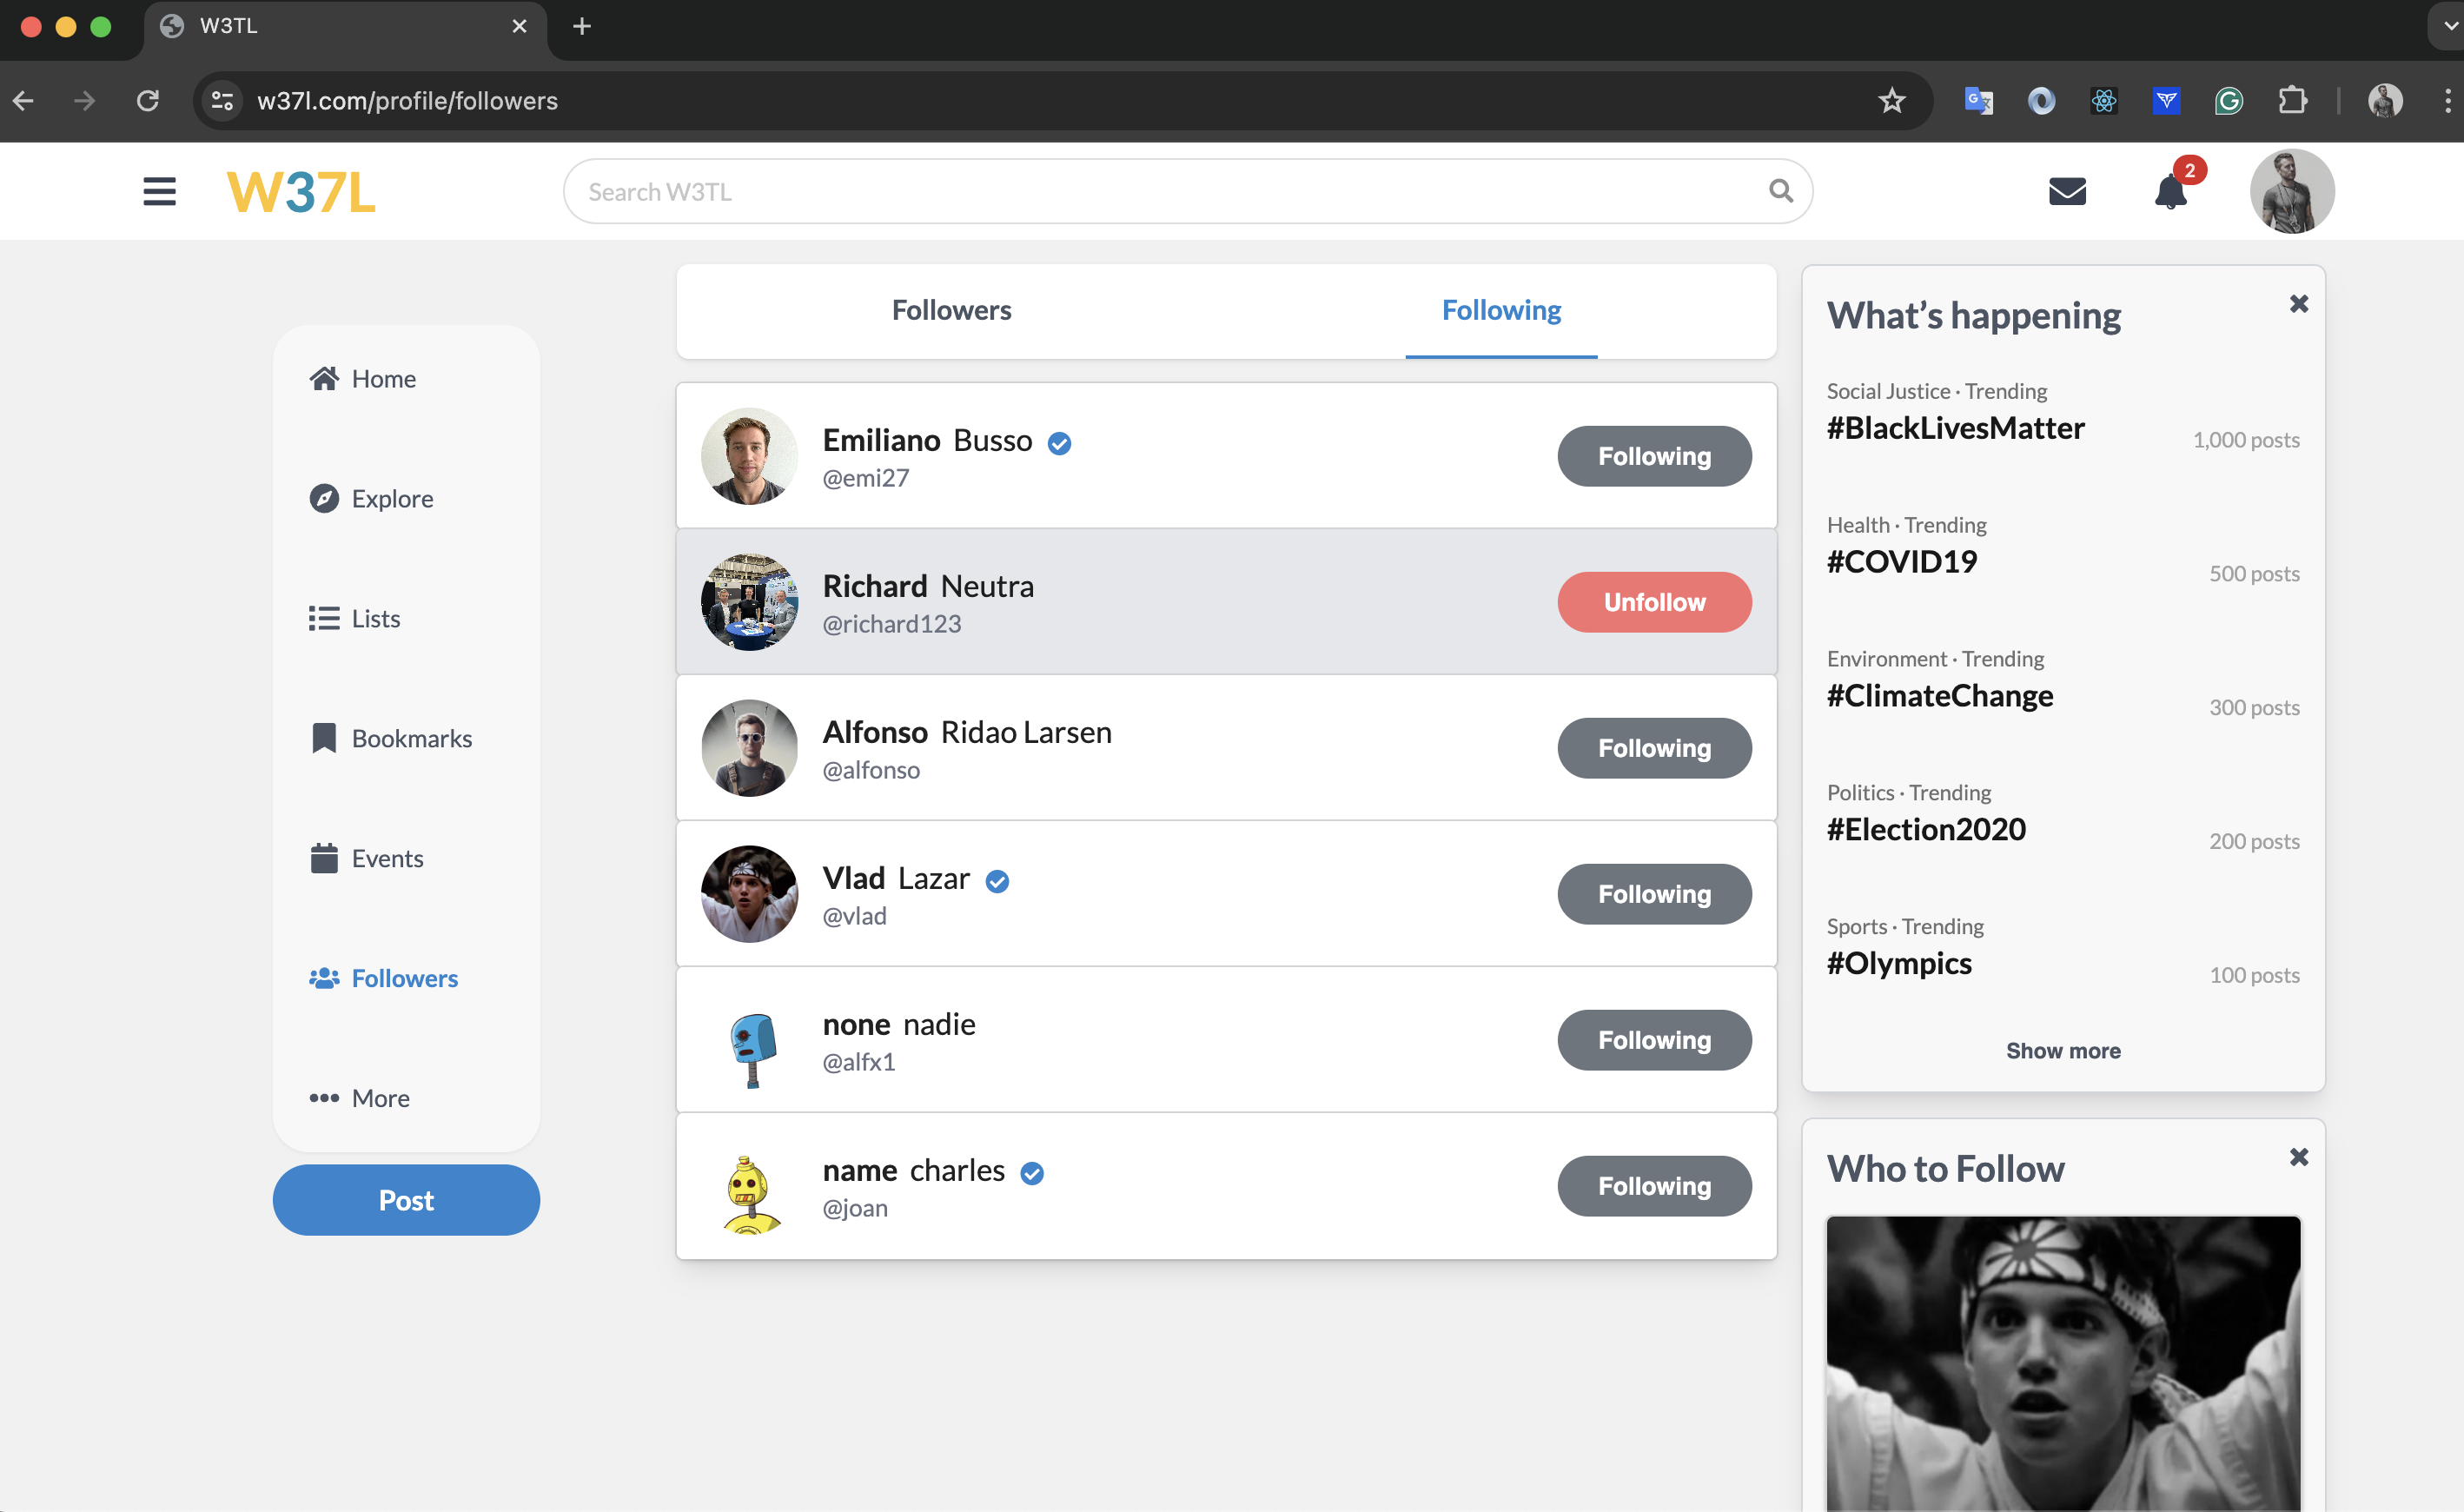 W3TL
w37l.com/profile/followers
W37L
Search W3TL
2
Home
Explore
Lists
Bookmarks
Events
Followers
More
Post
Followers
Following
Emiliano Busso
@emi27
Following
Richard Neutra
@richard123
Unfollow
Alfonso Ridao Larsen
@alfonso
Following
Vlad Lazar
@vlad
Following
none nadie
@alfx1
Following
name charles
@joan
Following
What’s happening
Social Justice · Trending
#BlackLivesMatter
1,000 posts
Health · Trending
#COVID19
500 posts
Environment · Trending
#ClimateChange
300 posts
Politics · Trending
#Election2020
200 posts
Sports · Trending
#Olympics
100 posts
Show more
Who to Follow